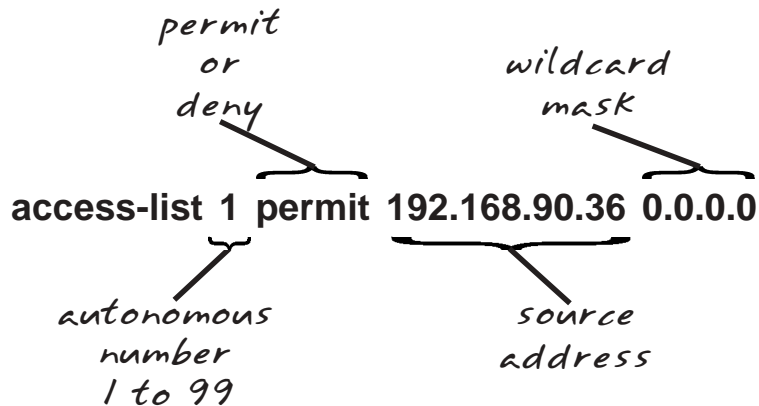 permit
or
deny
wildcard
mask
access-list 1 permit 192.168.90.36 0.0.0.0
autonomous
number
1 to 99
source
address